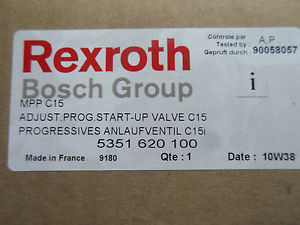 Controle par : A.P
Tested by :
Geprüft durch : 90058057
Rexroth
Bosch Group
i
MPP C15
ADJUST.PROG.START-UP VALVE C15
PROGRESSIVES ANLAUFVENTIL C15i
5351 620 100
Made in France 9180 Qte : 1 Date : 10W38